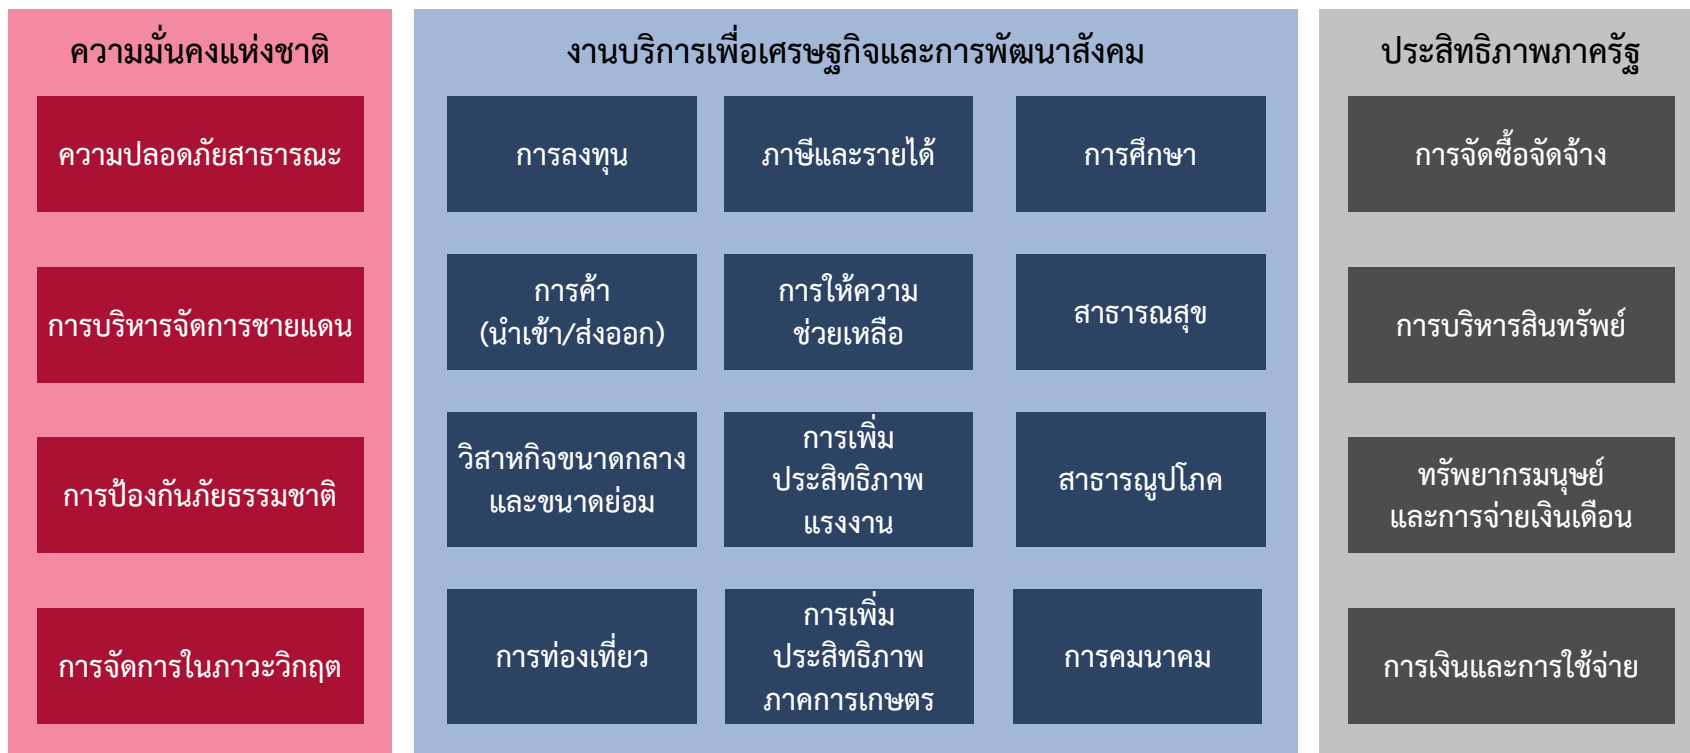 ความมั่นคงแห่งชาติ
ความปลอดภัยสาธารณะ
การบริหารจัดการชายแดน
การป้องกันภัยธรรมชาติ
การจัดการในภาวะวิกฤต
งานบริการเพื่อเศรษฐกิจและการพัฒนาสังคม
การลงทุน
ภาษีและรายได้
การศึกษา
การค้า
(นำเข้า/ส่งออก)
การให้ความ
ช่วยเหลือ
สาธารณสุข
วิสาหกิจขนาดกลาง
และขนาดย่อม
การเพิ่ม
ประสิทธิภาพ
แรงงาน
สาธารณูปโภค
การท่องเที่ยว
การเพิ่ม
ประสิทธิภาพ
ภาคการเกษตร
การคมนาคม
ประสิทธิภาพภาครัฐ
การจัดซื้อจัดจ้าง
การบริหารสินทรัพย์
ทรัพยากรมนุษย์
และการจ่ายเงินเดือน
การเงินและการใช้จ่าย